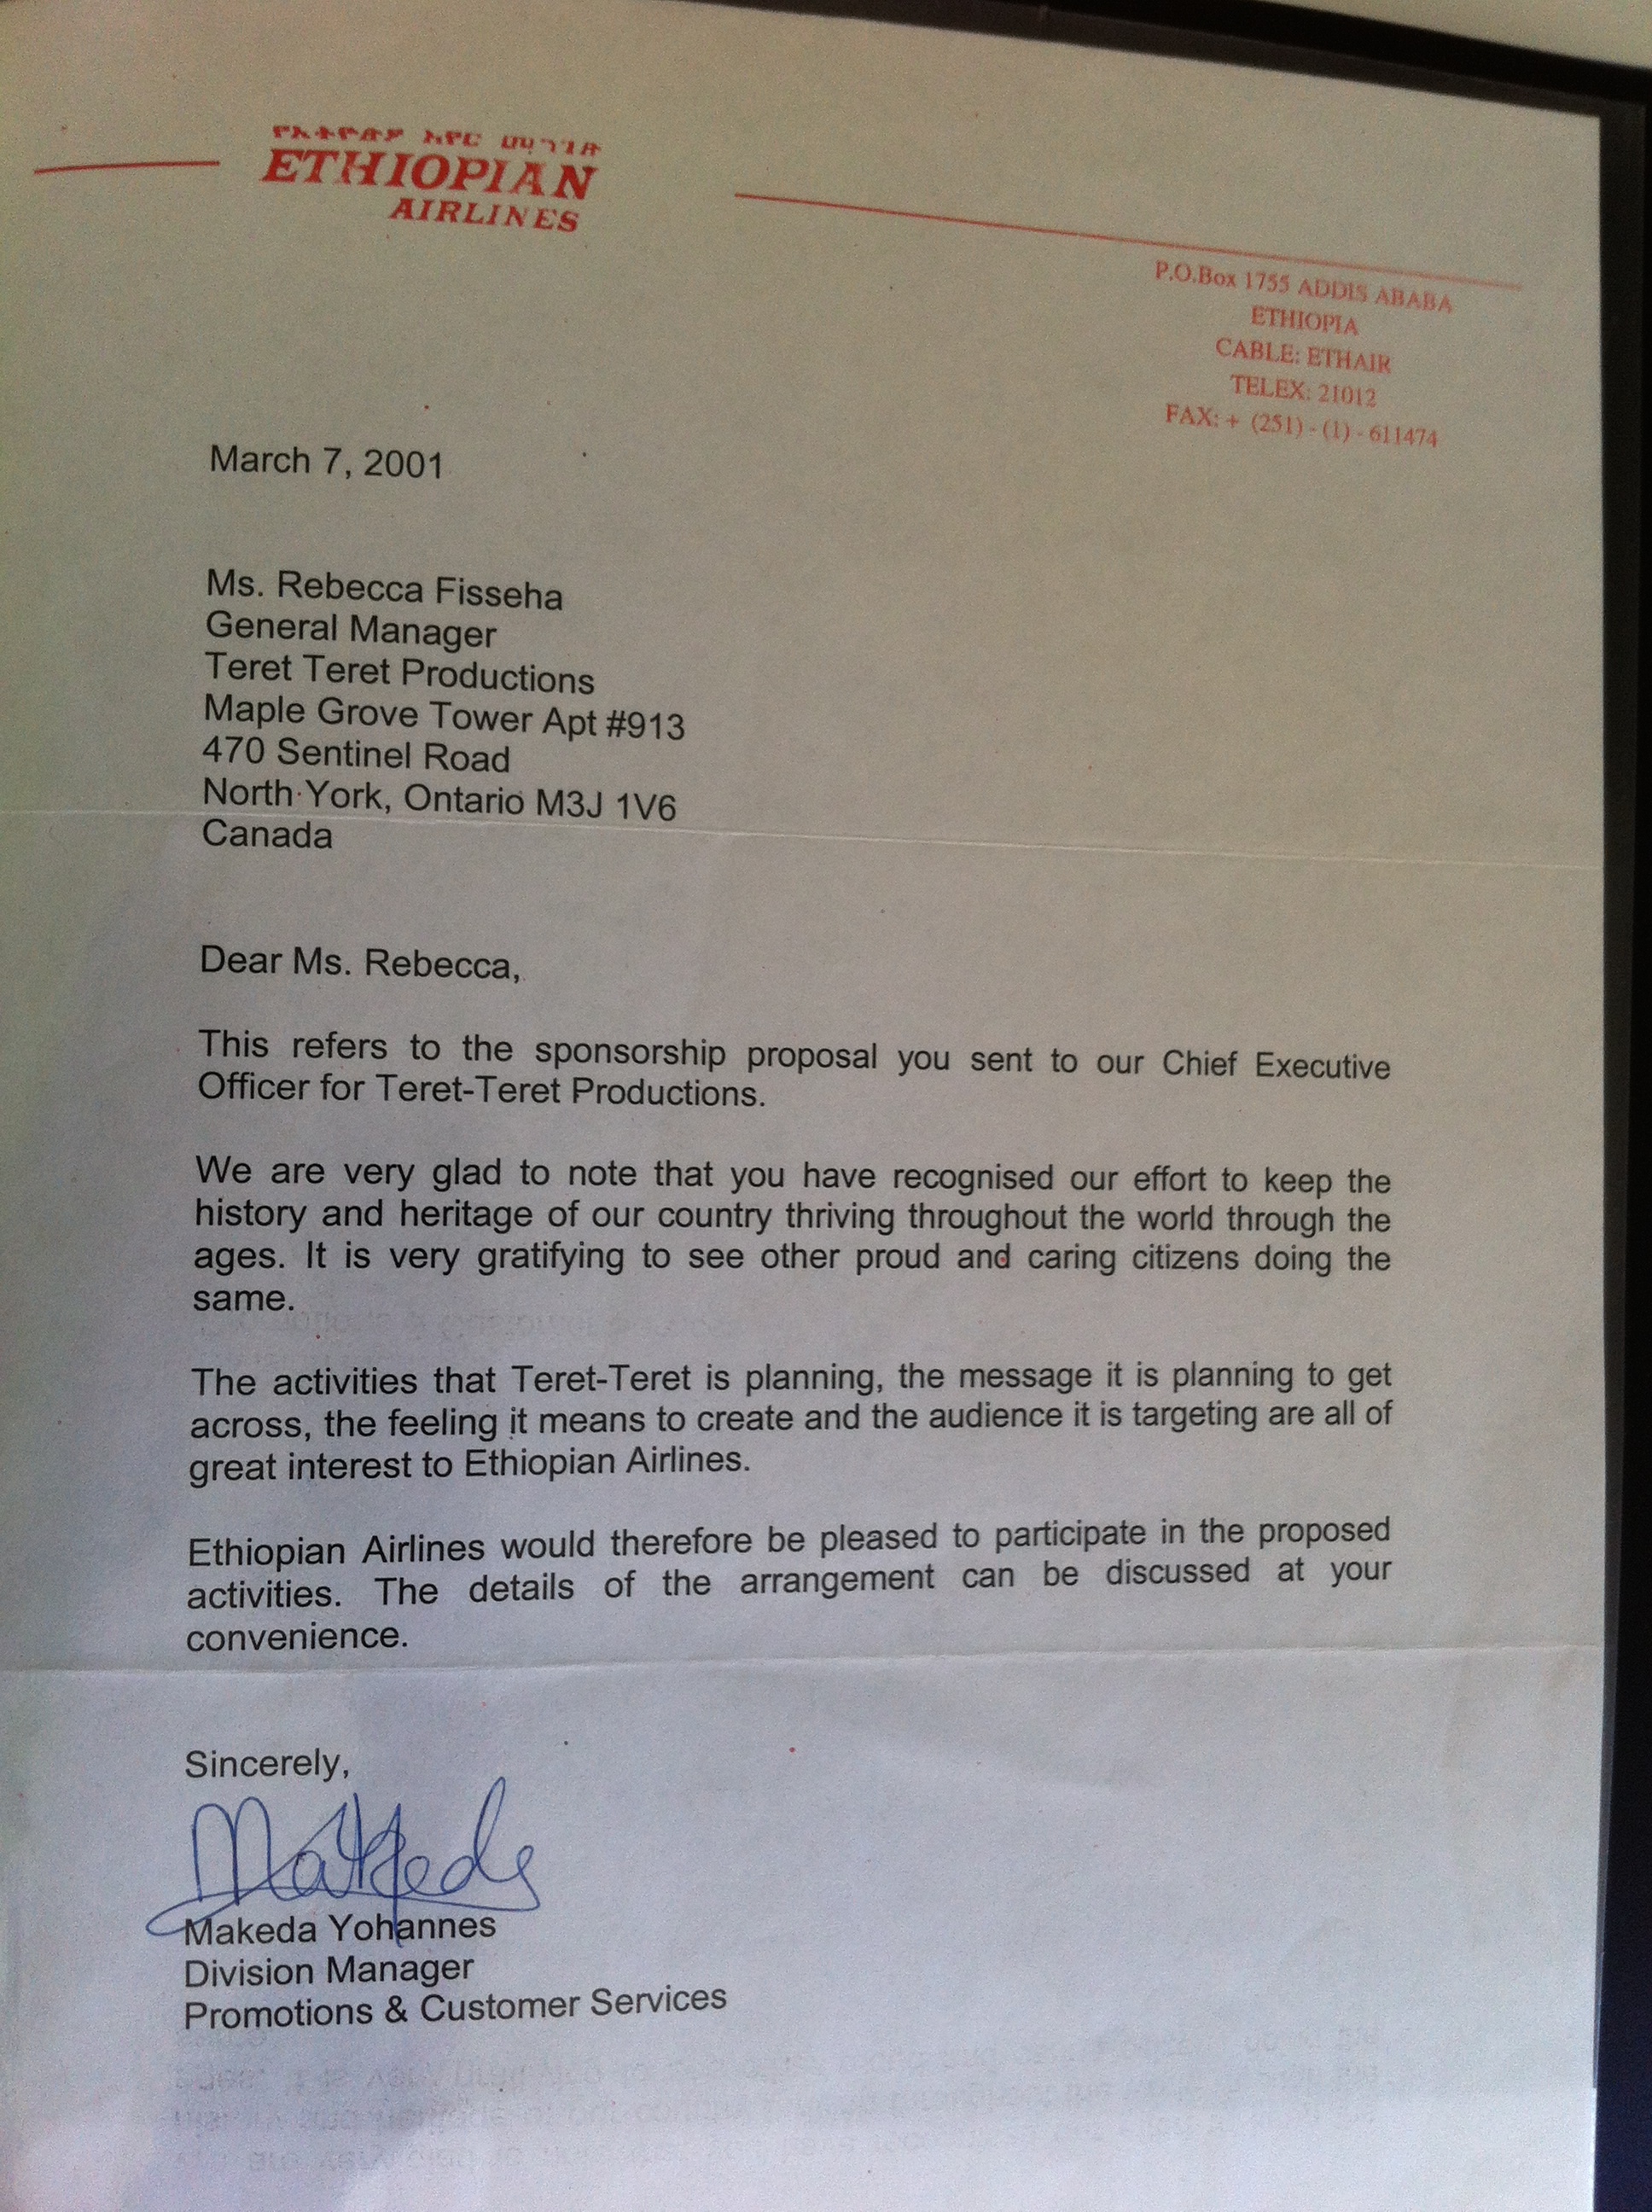 የኢትዮጵያ አየር መንገድ
ETHIOPIAN
AIRLINES
P.O.Box 1755 ADDIS ABABA
ETHIOPIA
CABLE: ETHAIR
TELEX: 21012
FAX: + (251) - (1) - 611474
March 7, 2001
Ms. Rebecca Fisseha
General Manager
Teret Teret Productions
Maple Grove Tower Apt #913
470 Sentinel Road
North York, Ontario M3J 1V6
Canada
Dear Ms. Rebecca,
This refers to the sponsorship proposal you sent to our Chief Executive
Officer for Teret-Teret Productions.
We are very glad to note that you have recognised our effort to keep the
history and heritage of our country thriving throughout the world through the
ages. It is very gratifying to see other proud and caring citizens doing the
same.
The activities that Teret-Teret is planning, the message it is planning to get
across, the feeling it means to create and the audience it is targeting are all of
great interest to Ethiopian Airlines.
Ethiopian Airlines would therefore be pleased to participate in the proposed
activities. The details of the arrangement can be discussed at your
convenience.
Sincerely,
Makeda
Makeda Yohannes
Division Manager
Promotions & Customer Services